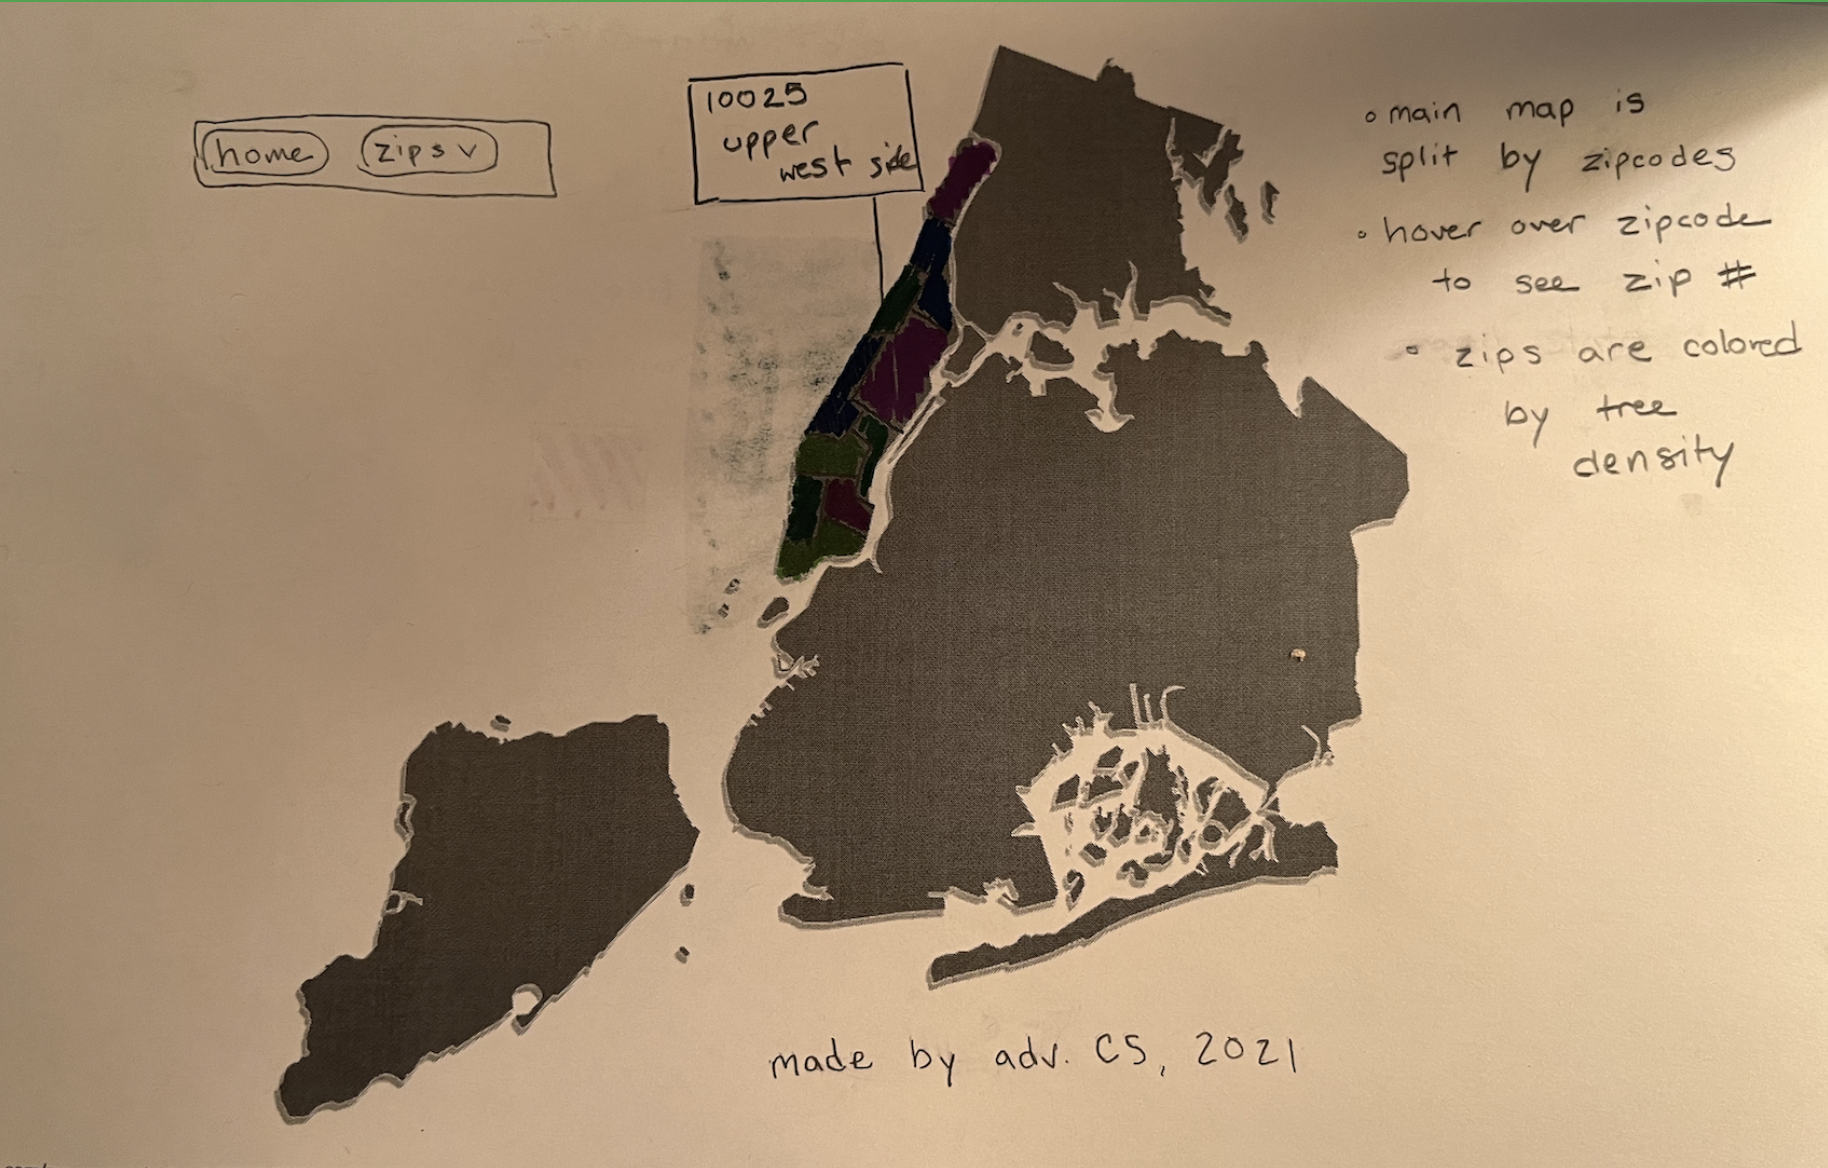 home
zips v
10025
upper
west side
• main map is
split by zipcodes
• hover over zipcode
to see zip #
• zips are colored
by tree
density
made by adv. CS, 2021